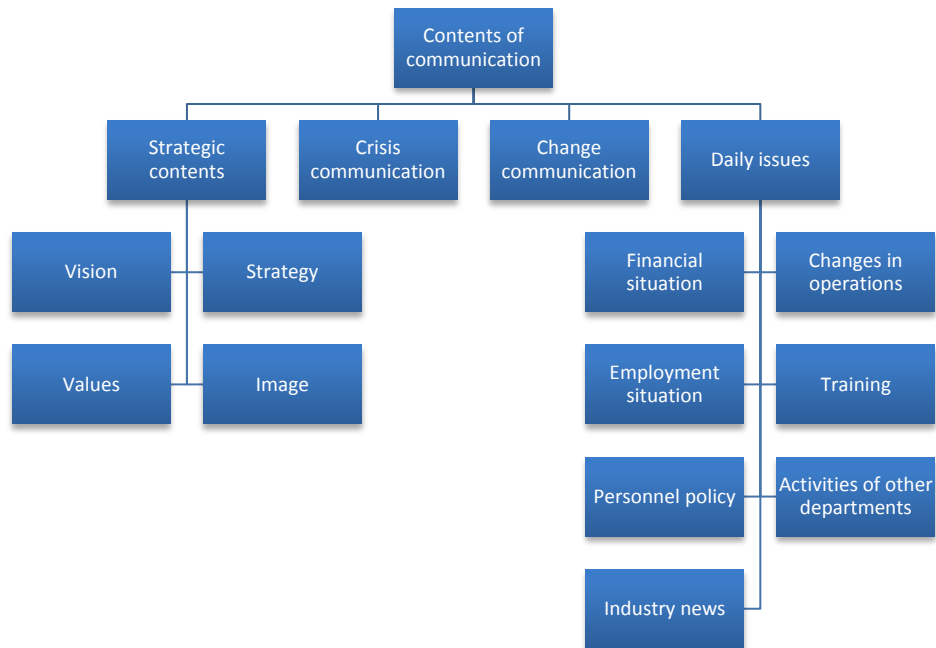 Contents of
communication
Strategic
contents
Crisis
communication
Change
communication
Daily issues
Vision
Strategy
Values
Image
Financial
situation
Changes in
operations
Employment
situation
Training
Personnel policy
Activities of other
departments
Industry news